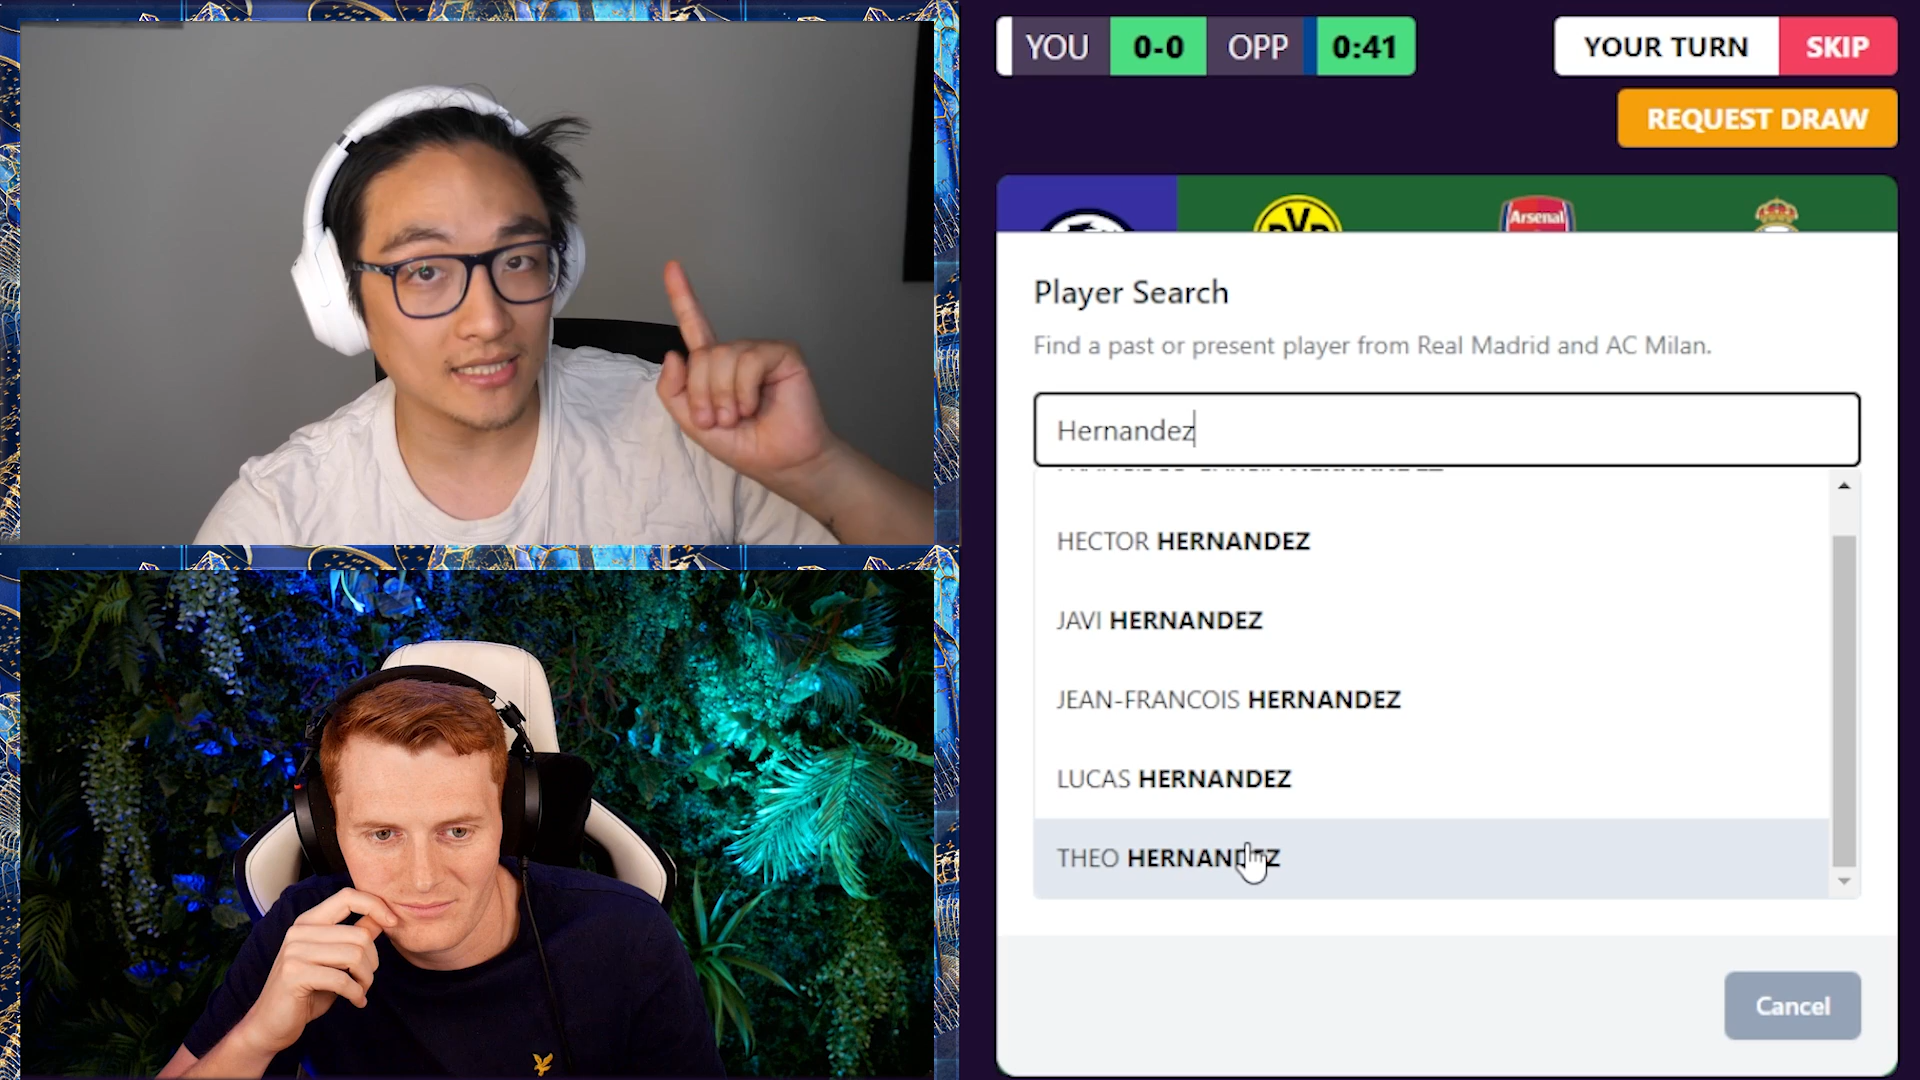 YOU 0-0 OPP 0:41
YOUR TURN SKIP
REQUEST DRAW
BVB
Arsenal
Player Search
Find a past or present player from Real Madrid and AC Milan.
Hernandez
HECTOR HERNANDEZ
JAVI HERNANDEZ
JEAN-FRANCOIS HERNANDEZ
LUCAS HERNANDEZ
THEO HERNANDEZ
Cancel